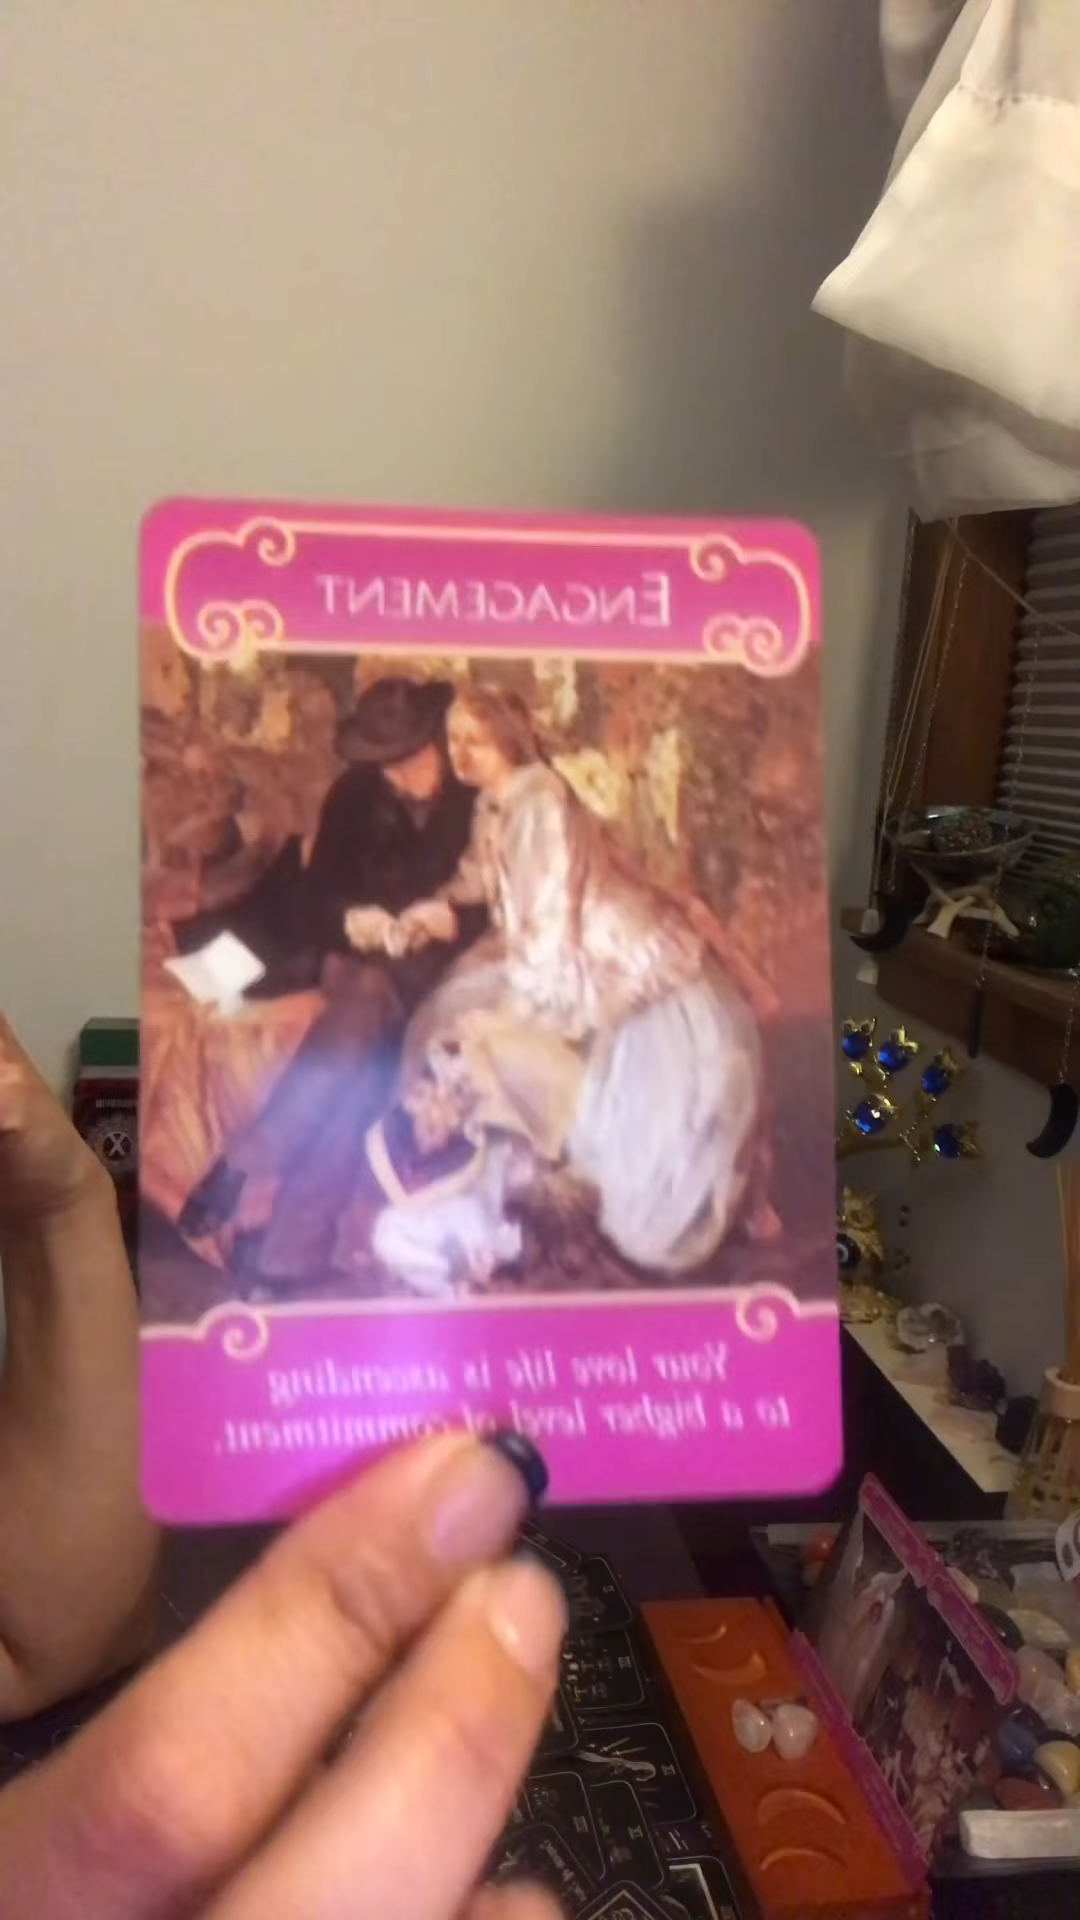 ENGAGEMENT
Your love life is ascending
to a higher level of commitment.
X